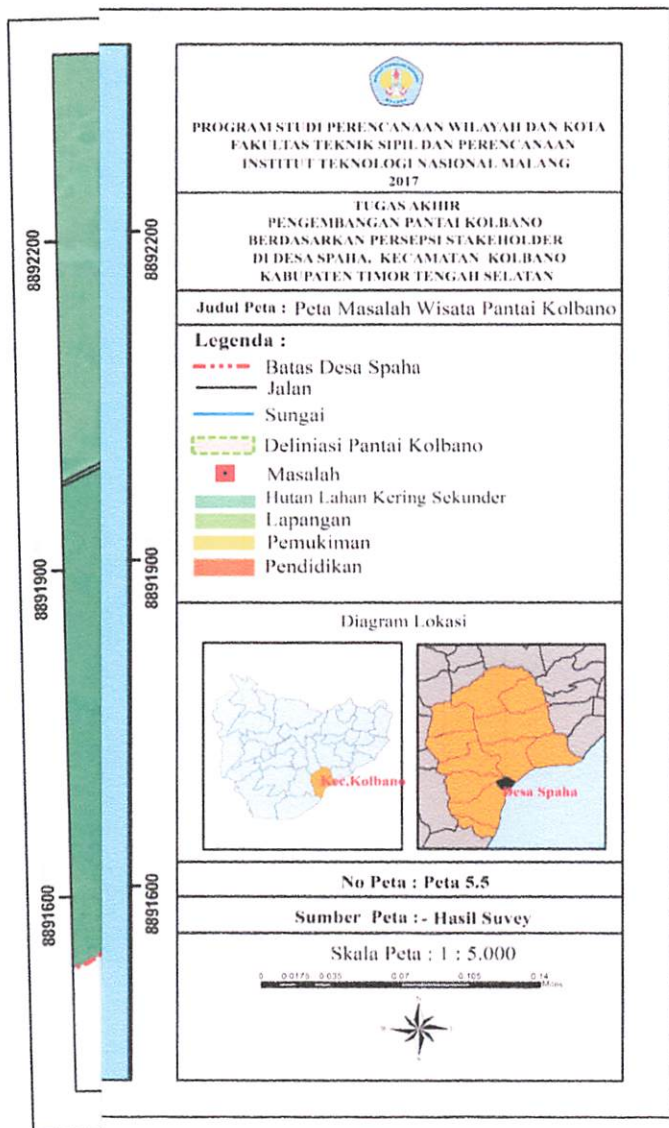 PROGRAM STUDI PERENCANAAN WILAYAH DAN KOTA
FAKULTAS TEKNIK SIPIL DAN PERENCANAAN
INSTITUT TEKNOLOGI NASIONAL MALANG
2017
TUGAS AKHIR
PENGEMBANGAN PANTAI KOLBANO
BERDASARKAN PERSEPSI STAKEHOLDER
DI DESA SPAHA, KECAMATAN KOLBANO
KABUPATEN TIMOR TENGAH SELATAN
Judul Peta : Peta Masalah Wisata Pantai Kolbano
Legenda :
Batas Desa Spaha
Jalan
Sungai
Deliniasi Pantai Kolbano
Masalah
Hutan Lahan Kering Sekunder
Lapangan
Pemukiman
Pendidikan
Diagram Lokasi
Kec.Kolbano
Desa Spaha
No Peta : Peta 5.5
Sumber Peta :- Hasil Suvey
Skala Peta : 1 : 5.000
0 0.0175 0.035 0.07 0.105 0.14
Miles
8892200
8891900
8891600
8892200
8891900
8891600